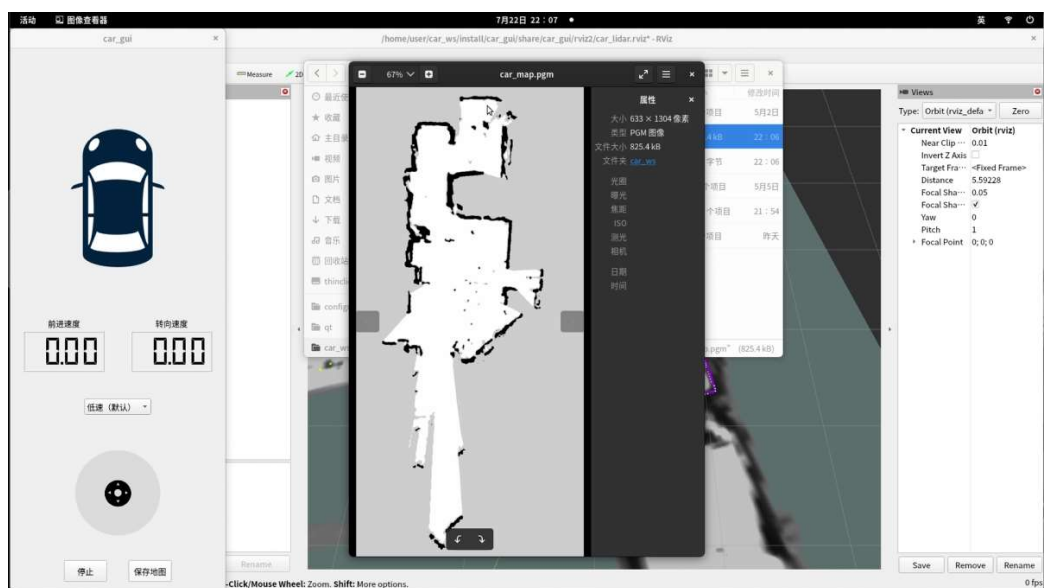 活动 图像查看器 7月22日 22：07 英
car_gui ×
/home/user/car_ws/install/car_gui/share/car_gui/rviz2/car_lidar.rviz* - RViz ×
Measure 2D
67% car_map.pgm ×
最近使
收藏
主目录
视频
图片
文档
下载
音乐
回收站
thincli
config
qt
car_ws
属性 ×
大小 633 × 1304 像素
类型 PGM 图像
文件大小 825.4 kB
文件夹 car_ws
光圈
曝光
焦距
ISO
测光
相机
日期
时间
修改时间
项目 5月2日
.4 kB 22：06
字节 22：06
个项目 5月5日
个项目 21：54
项目 昨天
.pgm" (825.4 kB)
Views
Type: Orbit (rviz_defa Zero
Current View Orbit (rviz)
Near Clip ··· 0.01
Invert Z Axis
Target Fra··· <Fixed Frame>
Distance 5.59228
Focal Sha··· 0.05
Focal Sha··· ✓
Yaw 0
Pitch 1
Focal Point 0; 0; 0
Save Remove Rename
前进速度 转向速度
0.00 0.00
低速（默认）
停止 保存地图
Rename
-Click/Mouse Wheel: Zoom. Shift: More options. 0 fps